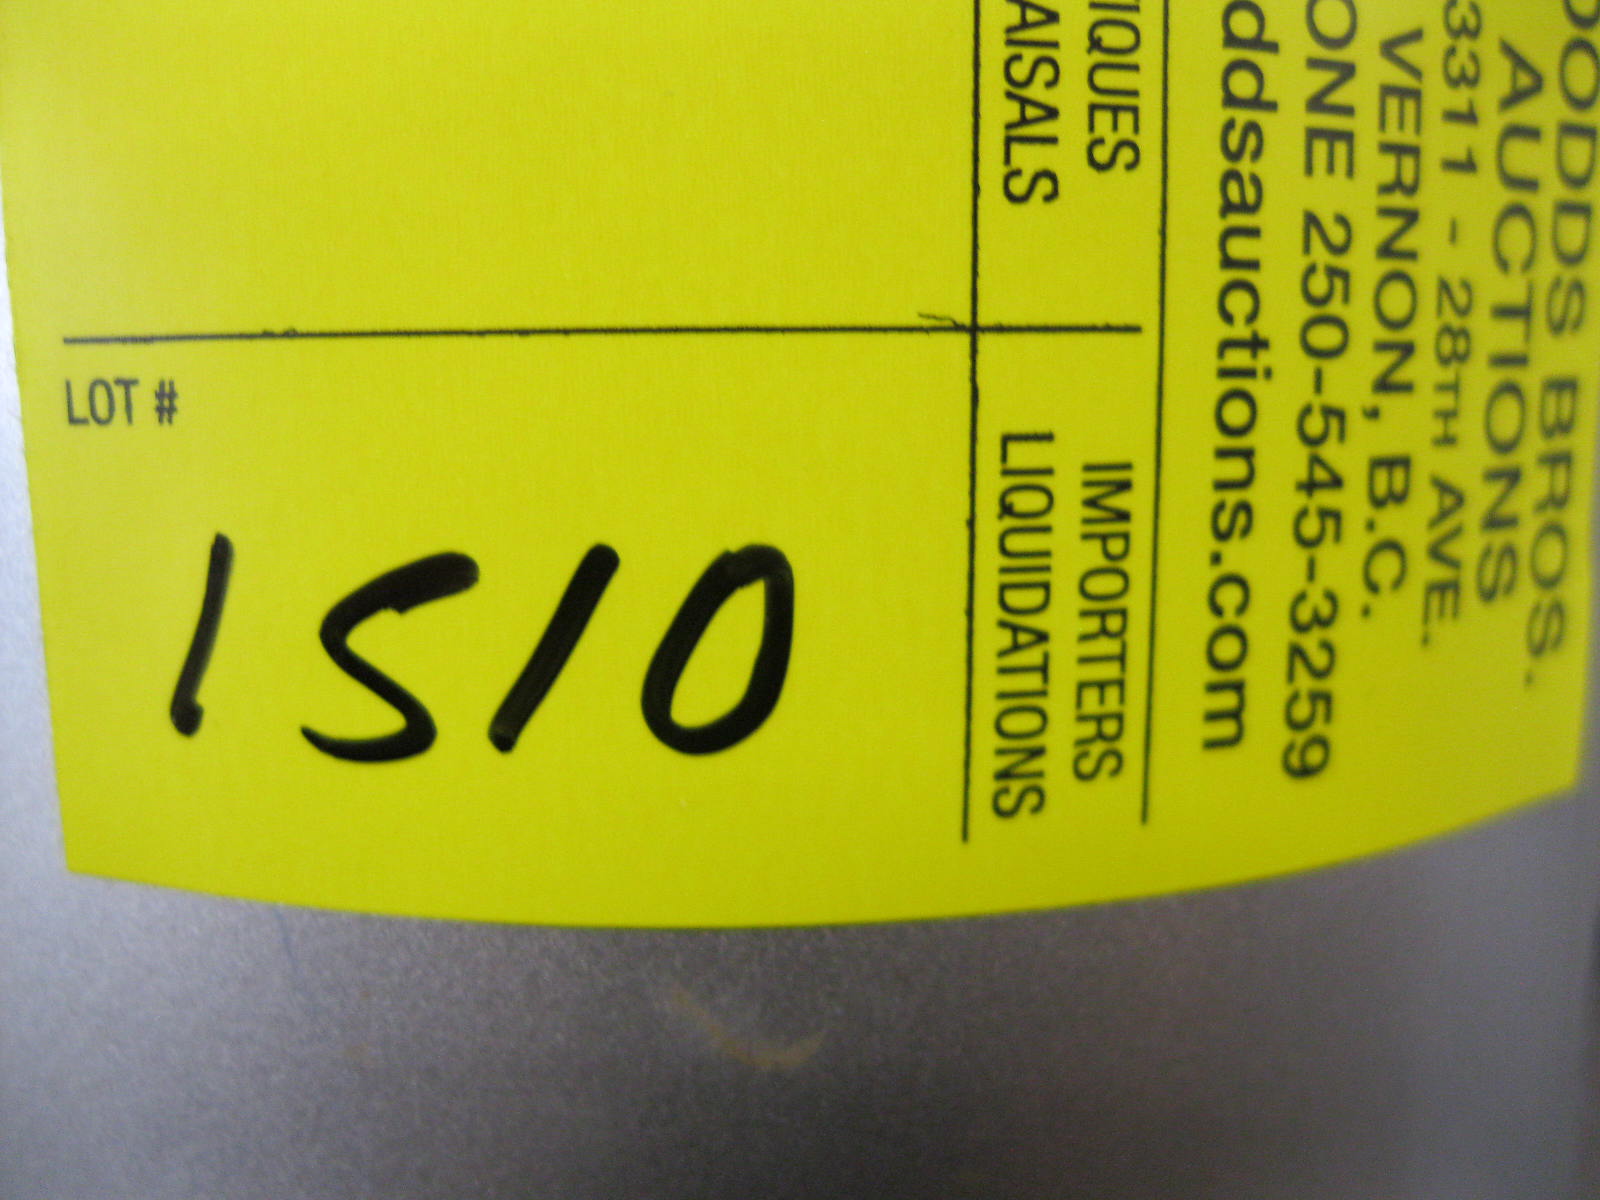 DODDS BROS.
AUCTIONS
3311 - 28TH AVE.
VERNON, B.C.
ONE 250-545-3259
ddsauctions.com
IQUES
AISALS
IMPORTERS
LIQUIDATIONS
LOT #
1510